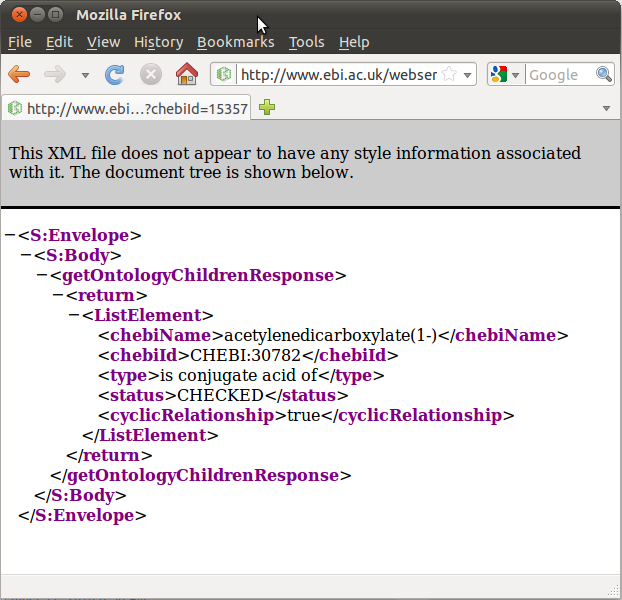 Mozilla Firefox
File Edit View History Bookmarks Tools Help
http://www.ebi.ac.uk/webser Google
http://www.ebi...?chebiId=15357
This XML file does not appear to have any style information associated
with it. The document tree is shown below.
−<S:Envelope>
−<S:Body>
−<getOntologyChildrenResponse>
−<return>
−<ListElement>
<chebiName>acetylenedicarboxylate(1-)</chebiName>
<chebiId>CHEBI:30782</chebiId>
<type>is conjugate acid of</type>
<status>CHECKED</status>
<cyclicRelationship>true</cyclicRelationship>
</ListElement>
</return>
</getOntologyChildrenResponse>
</S:Body>
</S:Envelope>